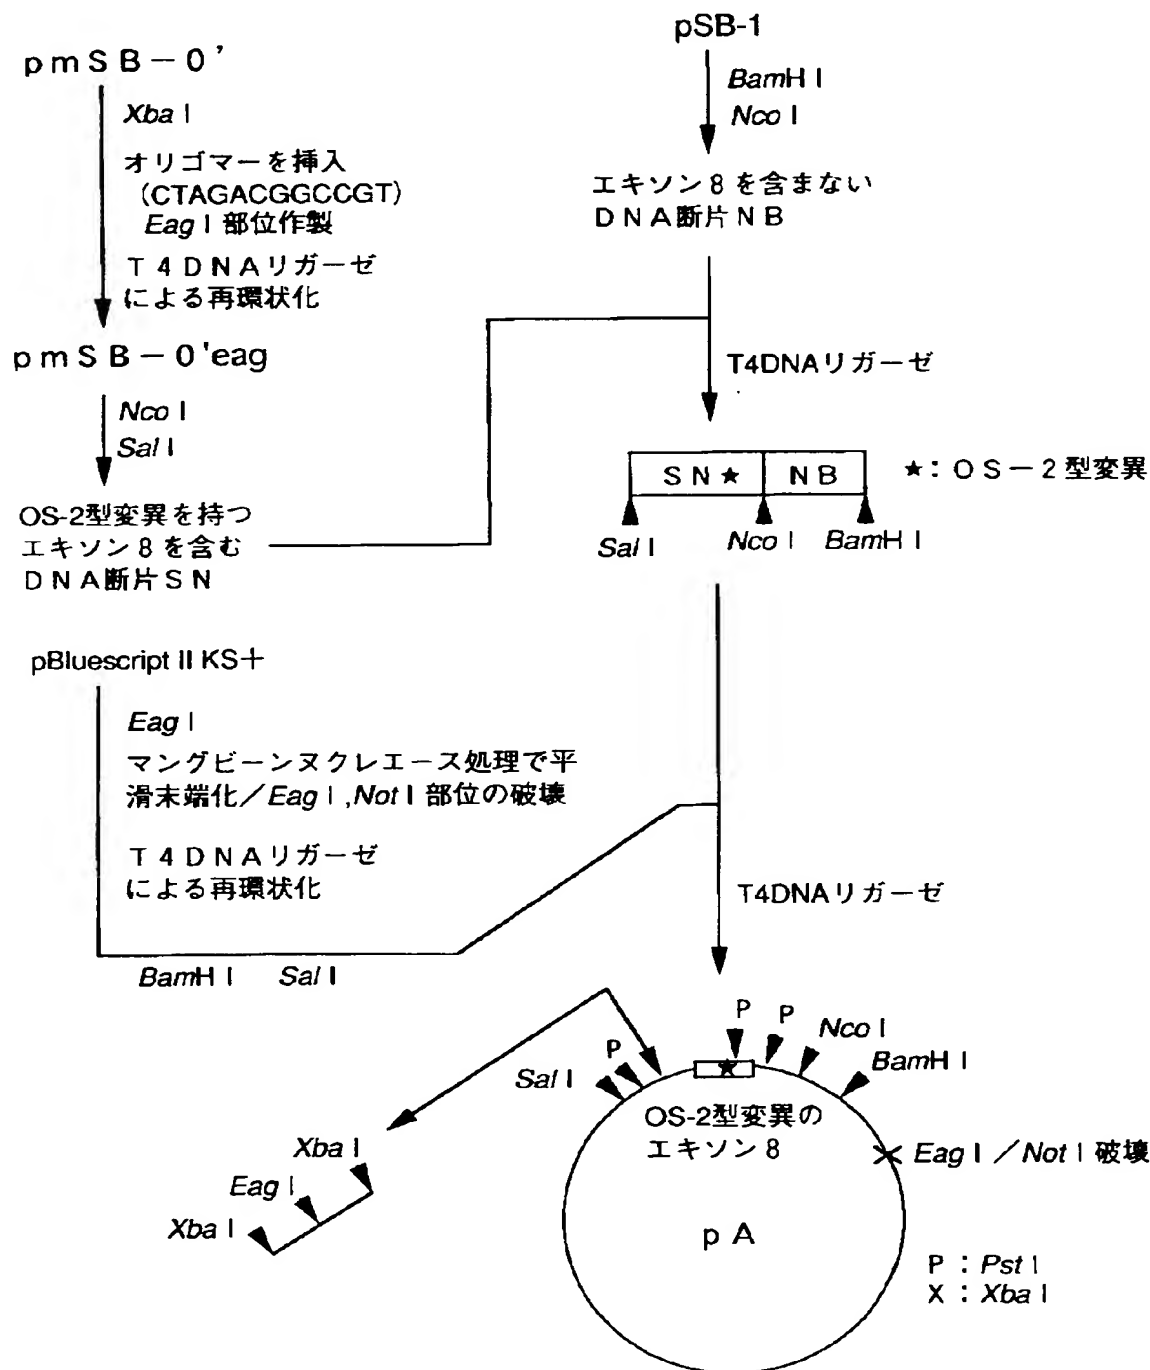 pmSB-0'
Xba I
オリゴマーを挿入
(CTAGACGGCCGT)
Eag I 部位作製
T4DNAリガーゼ
による再環状化
pmSB-0'eag
Nco I
Sal I
OS-2型変異を持つ
エキソン8を含む
DNA断片SN
pSB-1
BamH I
Nco I
エキソン8を含まない
DNA断片NB
T4DNAリガーゼ
SN★ NB
★:OS-2型変異
Sal I Nco I BamH I
pBluescript II KS+
Eag I
マングビーンヌクレエース処理で平
滑末端化/Eag I,Not I 部位の破壊
T4DNAリガーゼ
による再環状化
BamH I Sal I
T4DNAリガーゼ
Sal I P P P Nco I BamH I
★
OS-2型変異の
エキソン8
Eag I /Not I 破壊
Xba I
Eag I
Xba I
pA
P:Pst I
X:Xba I